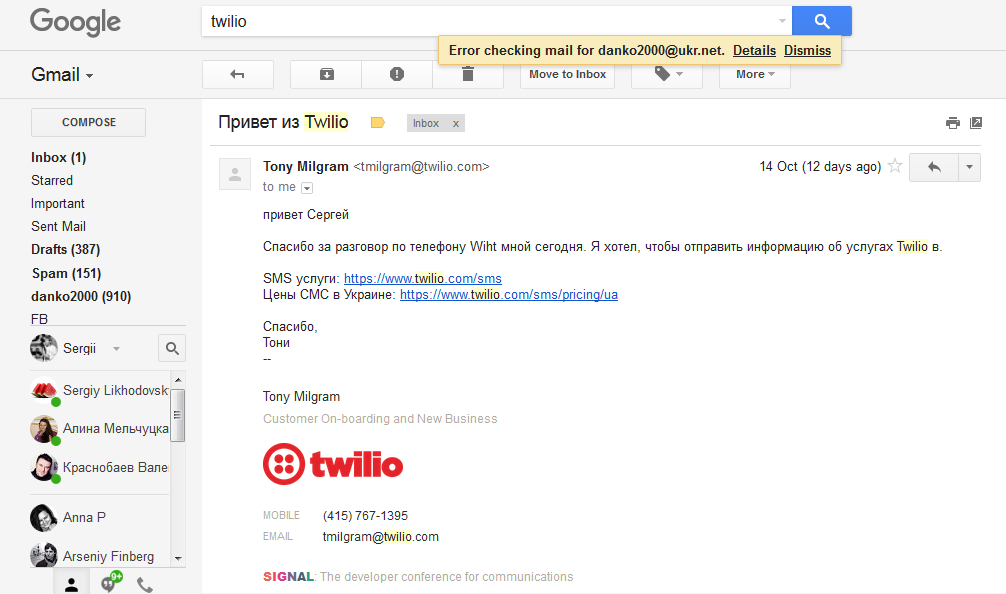 Google
twilio
Error checking mail for danko2000@ukr.net. Details Dismiss
Gmail
Move to Inbox
More
COMPOSE
Привет из Twilio
Inbox x
Inbox (1)
Starred
Important
Sent Mail
Drafts (387)
Spam (151)
danko2000 (910)
FB
Sergii
Sergiy Likhodovsk
Алина Мельчуцка
Краснобаев Вале
Anna P
Arseniy Finberg
9+
Tony Milgram <tmilgram@twilio.com>
14 Oct (12 days ago)
to me
привет Сергей
Спасибо за разговор по телефону Wiht мной сегодня. Я хотел, чтобы отправить информацию об услугах Twilio в.
SMS услуги: https://www.twilio.com/sms
Цены СМС в Украине: https://www.twilio.com/sms/pricing/ua
Спасибо,
Тони
--
Tony Milgram
Customer On-boarding and New Business
twilio
MOBILE (415) 767-1395
EMAIL tmilgram@twilio.com
SIGNAL: The developer conference for communications